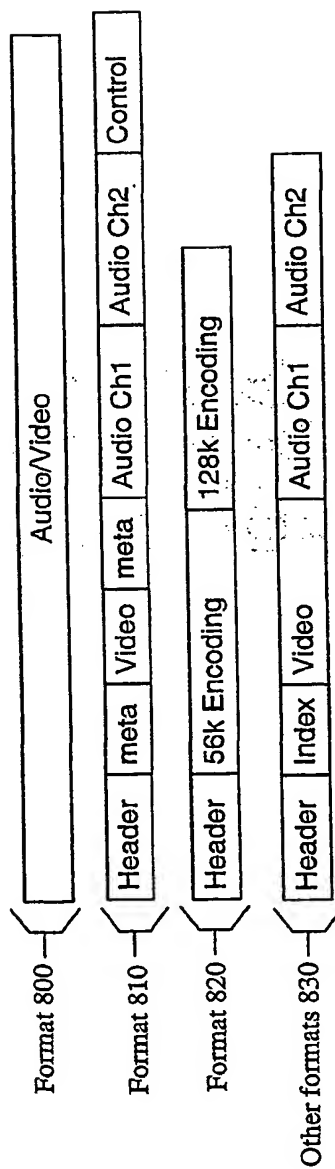 Format 800
Audio/Video
Format 810
Header meta Video meta Audio Ch1 Audio Ch2 Control
Format 820
Header 56k Encoding 128k Encoding
Other formats 830
Header Index Video Audio Ch1 Audio Ch2